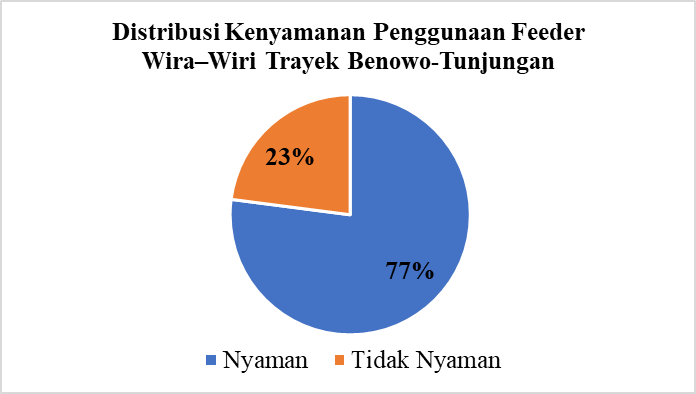 Distribusi Kenyamanan Penggunaan Feeder
Wira–Wiri Trayek Benowo-Tunjungan
23%
77%
Nyaman Tidak Nyaman